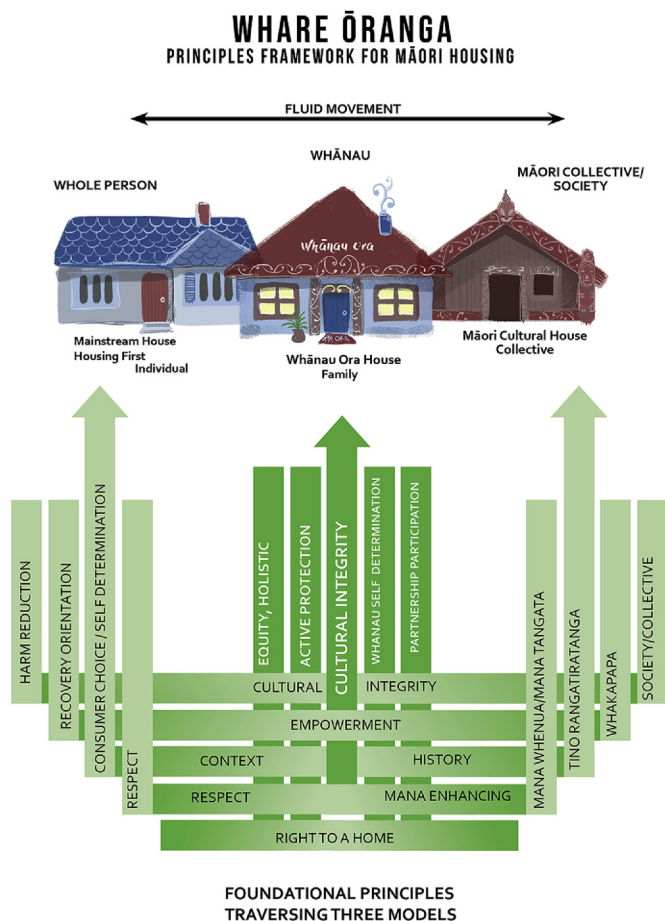 WHARE ŌRANGA
PRINCIPLES FRAMEWORK FOR MĀORI HOUSING
FLUID MOVEMENT
WHOLE PERSON
WHĀNAU
MĀORI COLLECTIVE/
SOCIETY
Whānau Ora
Mainstream House
Housing First
Individual
Whānau Ora House
Family
Māori Cultural House
Collective
HARM REDUCTION
RECOVERY ORIENTATION
CONSUMER CHOICE / SELF DETERMINATION
RESPECT
EQUITY, HOLISTIC
ACTIVE PROTECTION
CULTURAL INTEGRITY
WHANAU SELF DETERMINATION
PARTNERSHIP PARTICIPATION
MANA WHENUA/MANA TANGATA
TINO RANGATIRATANGA
WHAKAPAPA
SOCIETY/COLLECTIVE
CULTURAL INTEGRITY
EMPOWERMENT
CONTEXT HISTORY
RESPECT MANA ENHANCING
RIGHT TO A HOME
FOUNDATIONAL PRINCIPLES
TRAVERSING THREE MODELS